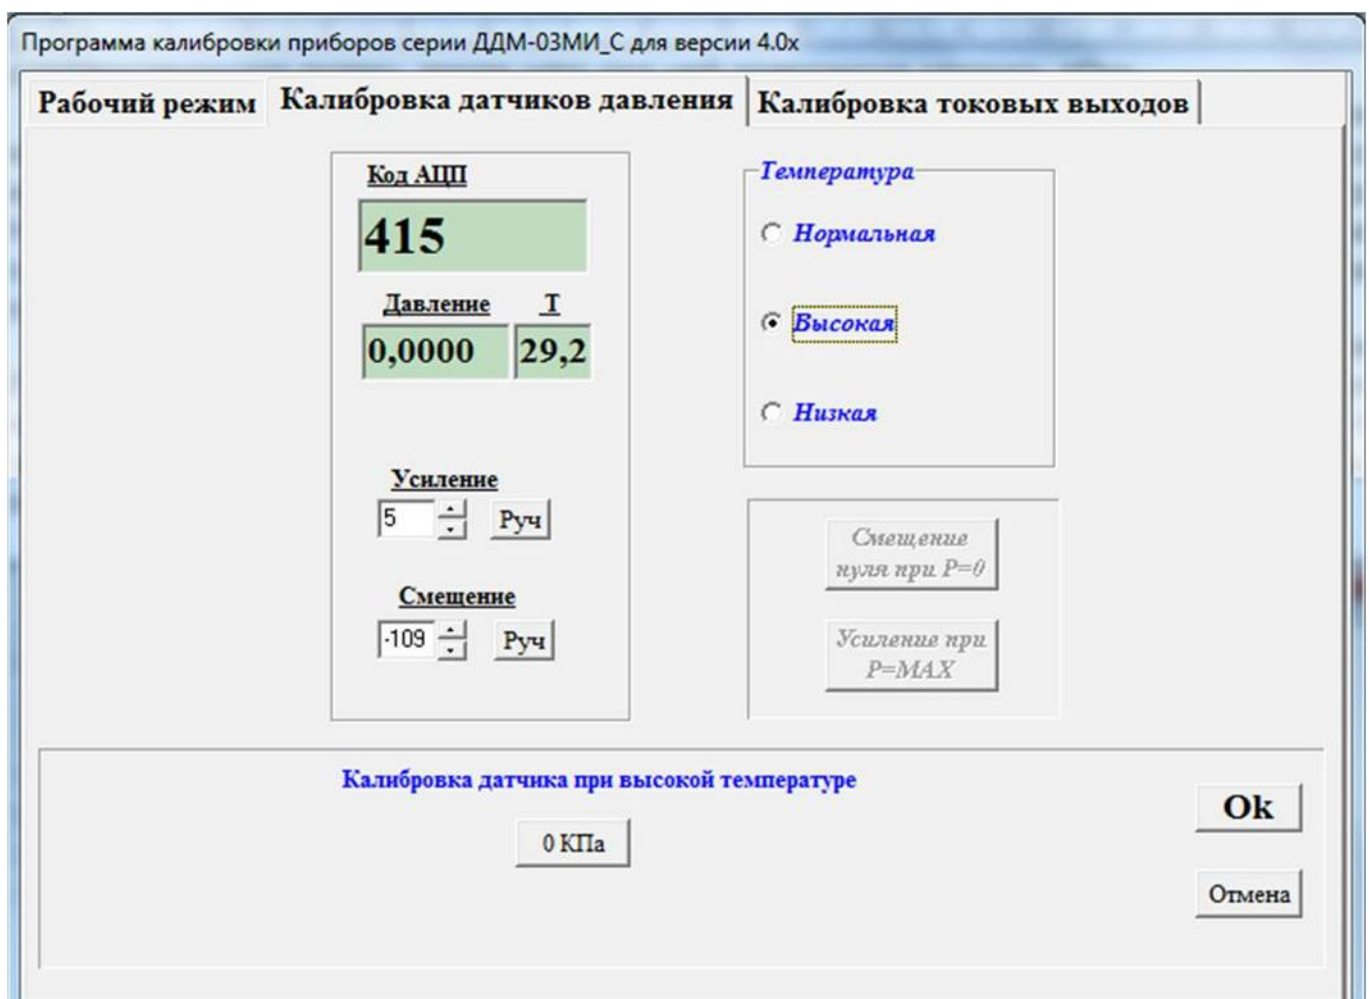 Программа калибровки приборов серии ДДМ-03МИ_С для версии 4.0х
Рабочий режим
Калибровка датчиков давления
Калибровка токовых выходов
Код АЦП
415
Давление Т
0,0000 29,2
Усиление
5 Руч
Смещение
-109 Руч
Температура
Нормальная
Высокая
Низкая
Смещение
нуля при P=0
Усиление при
P=MAX
Калибровка датчика при высокой температуре
0 КПа
Ok
Отмена